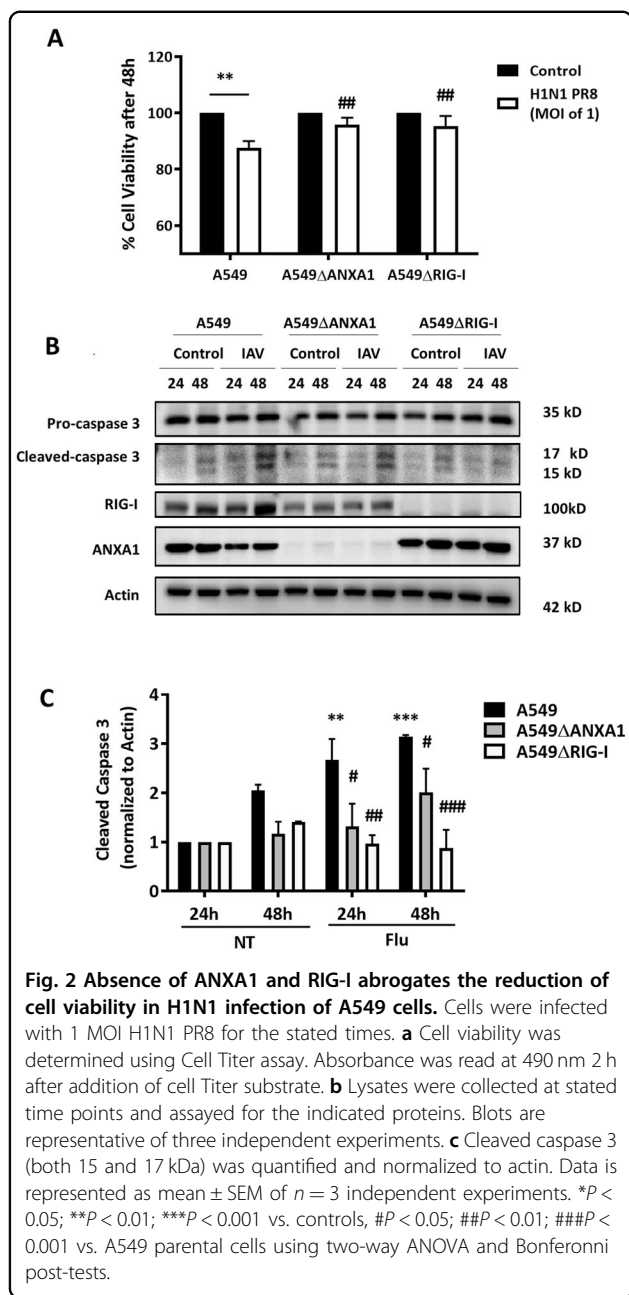 A
120
100
80
60
% Cell Viability after 48h
**
##
##
Control
H1N1 PR8
(MOI of 1)
A549
A549ΔANXA1
A549ΔRIG-I
B
A549
A549ΔANXA1
A549ΔRIG-I
Control IAV Control IAV Control IAV
24 48 24 48 24 48 24 48 24 48 24 48
Pro-caspase 3 35 kD
Cleaved-caspase 3 17 kD
15 kD
RIG-I 100kD
ANXA1 37 kD
Actin 42 kD
C
4
3
2
1
0
Cleaved Caspase 3
(normalized to Actin)
**
#
##
***
#
###
A549
A549ΔANXA1
A549ΔRIG-I
24h 48h 24h 48h
NT Flu
Fig. 2 Absence of ANXA1 and RIG-I abrogates the reduction of
cell viability in H1N1 infection of A549 cells. Cells were infected
with 1 MOI H1N1 PR8 for the stated times. a Cell viability was
determined using Cell Titer assay. Absorbance was read at 490 nm 2 h
after addition of cell Titer substrate. b Lysates were collected at stated
time points and assayed for the indicated proteins. Blots are
representative of three independent experiments. c Cleaved caspase 3
(both 15 and 17 kDa) was quantified and normalized to actin. Data is
represented as mean ± SEM of n = 3 independent experiments. *P <
0.05; **P < 0.01; ***P < 0.001 vs. controls, #P < 0.05; ##P < 0.01; ###P <
0.001 vs. A549 parental cells using two-way ANOVA and Bonferonni
post-tests.